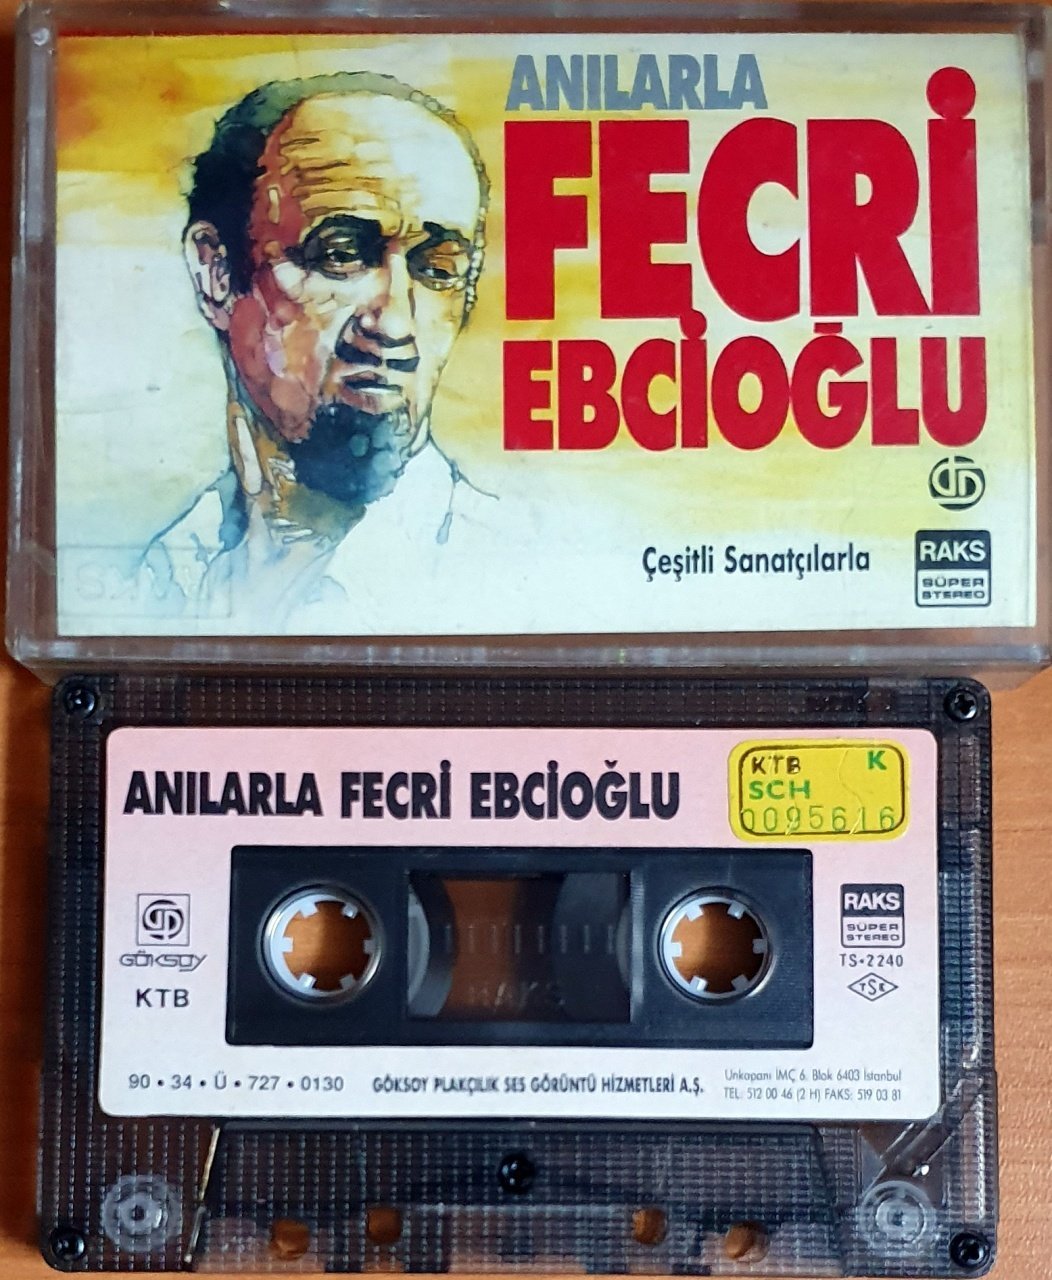 ANILARLA
FECRİ
EBCİOĞLU
Çeşitli Sanatçılarla
RAKS
SÜPER
STEREO
ANILARLA FECRİ EBCİOĞLU
KTB K
SCH
0095616
GÖKSOY
KTB
RAKS
SÜPER
STEREO
TS•2240
TSE
RAKS
90 • 34 • Ü • 727 • 0130
GÖKSOY PLAKÇILIK SES GÖRÜNTÜ HİZMETLERİ A.Ş.
Unkapanı İMÇ 6. Blok 6403 İstanbul
TEL: 512 00 46 (2 H) FAKS: 519 03 81